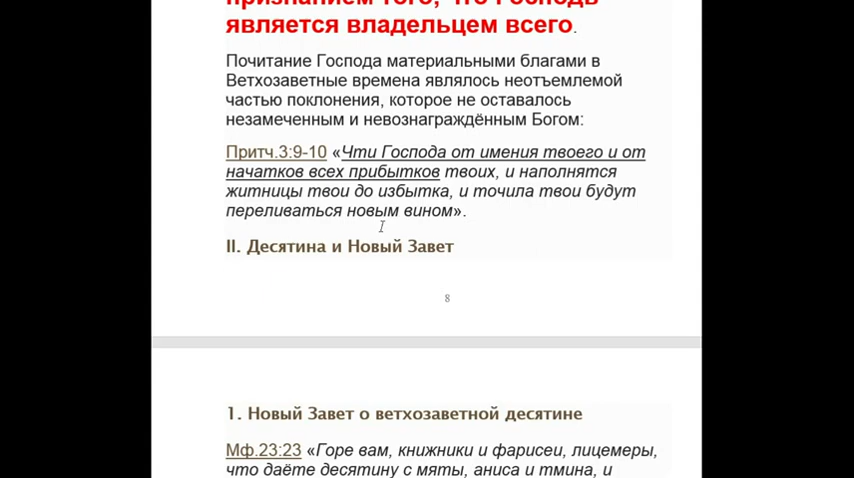 признанием того, что Господь
является владельцем всего.
Почитание Господа материальными благами в
Ветхозаветные времена являлось неотъемлемой
частью поклонения, которое не оставалось
незамеченным и невознаграждённым Богом:
Притч.3:9-10 «Чти Господа от имения твоего и от
начатков всех прибытков твоих, и наполнятся
житницы твои до избытка, и точила твои будут
переливаться новым вином».
II. Десятина и Новый Завет
8
1. Новый Завет о ветхозаветной десятине
Мф.23:23 «Горе вам, книжники и фарисеи, лицемеры,
что даёте десятину с мяты, аниса и тмина, и